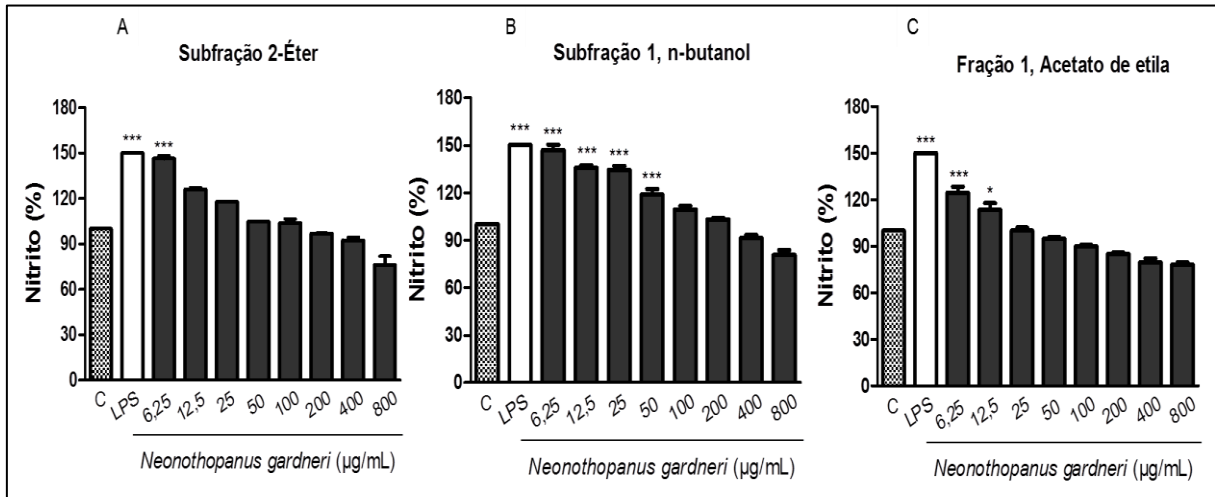 A
Subfração 2-Éter
Nitrito (%)
180
150
120
90
60
30
0
*** ***
C LPS 6,25 12,5 25 50 100 200 400 800
Neonothopanus gardneri (µg/mL)
B
Subfração 1, n-butanol
Nitrito (%)
180
150
120
90
60
30
0
*** *** *** *** ***
C LPS 6,25 12,5 25 50 100 200 400 800
Neonothopanus gardneri (µg/mL)
C
Fração 1, Acetato de etila
Nitrito (%)
180
150
120
90
60
30
0
*** *** *
C LPS 6,25 12,5 25 50 100 200 400 800
Neonothopanus gardneri (µg/mL)